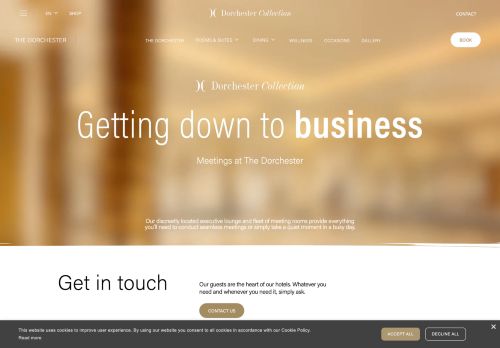 EN
SHOP
Dorchester Collection
CONTACT
THE DORCHESTER
THE DORCHESTER
ROOMS & SUITES
DINING
WELLNESS
OCCASIONS
GALLERY
BOOK
Dorchester Collection
Getting down to business
Meetings at The Dorchester
Our discreetly located executive lounge and fleet of meeting rooms provide everything
you'll need to conduct seamless meetings or simply take a quiet moment in a busy day.
Get in touch
Our guests are the heart of our hotels. Whatever you
need and whenever you need it, simply ask.
CONTACT US
This website uses cookies to improve user experience. By using our website you consent to all cookies in accordance with our Cookie Policy.
Read more
ACCEPT ALL
DECLINE ALL